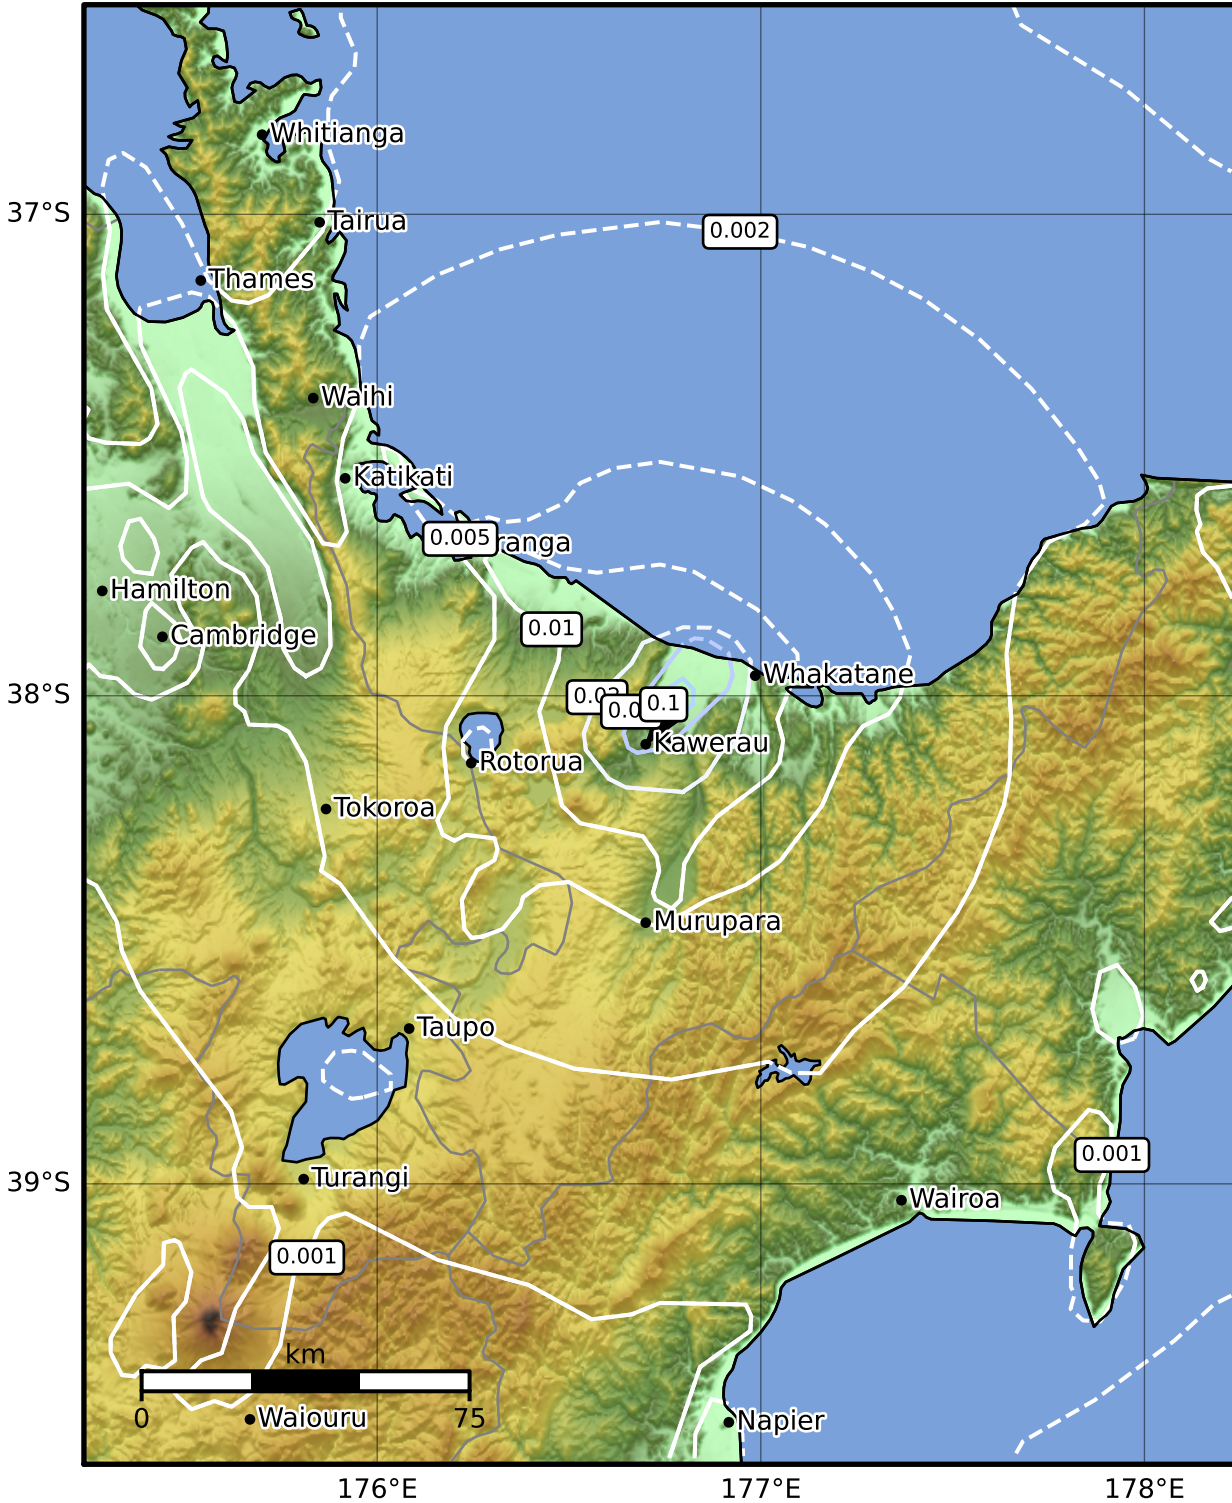 Whitianga
37°S
Tairua
0.002
Thames
Waihi
Katikati
0.005
ranga
Hamilton
0.01
Cambridge
Whakatane
38°S
0.1
Kawerau
Rotorua
Tokoroa
Murupara
Taupo
0.001
Turangi
39°S
Wairoa
0.001
km
0
75
Waiouru
Napier
176°E
177°E
178°E